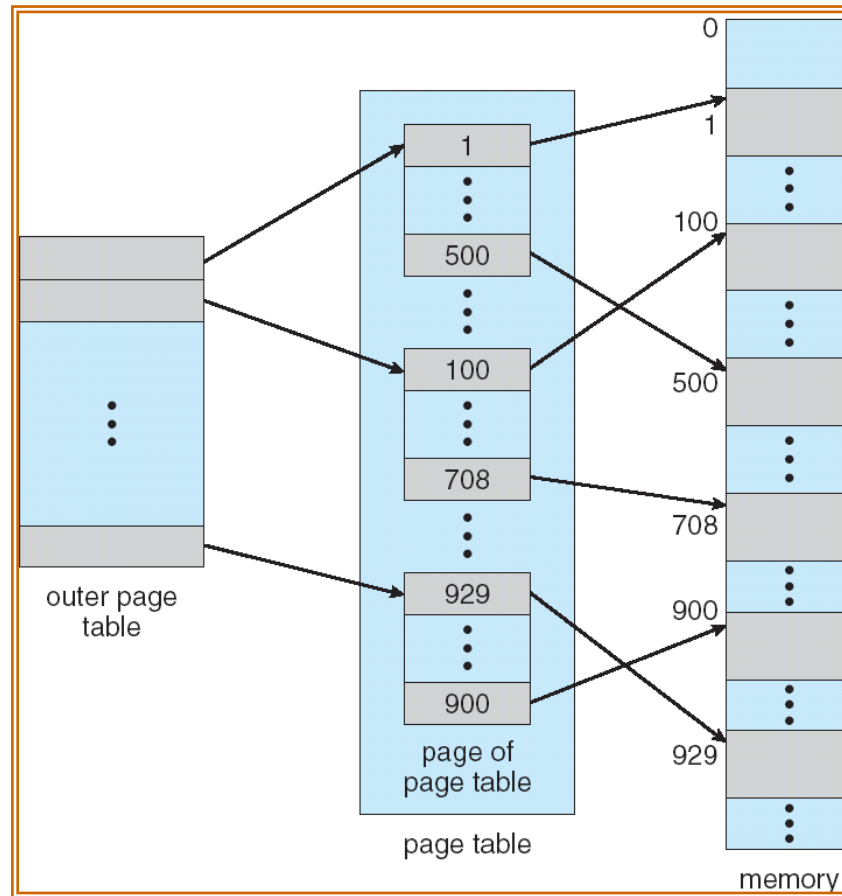 outer page
table
1
500
100
708
929
900
page of
page table
page table
0
1
100
500
708
900
929
memory